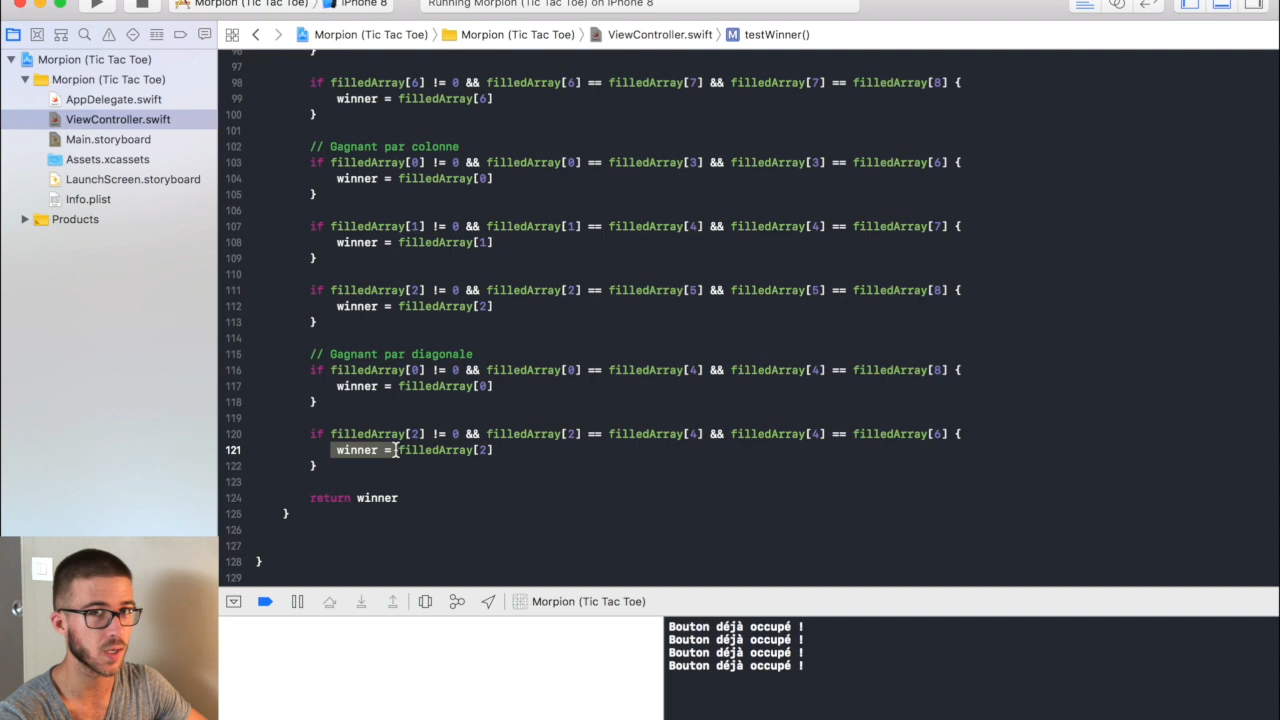 Morpion (Tic Tac Toe) 〉 iPhone 8
Running Morpion (Tic Tac Toe) on iPhone 8
Morpion (Tic Tac Toe) 〉 Morpion (Tic Tac Toe) 〉 ViewController.swift 〉 M testWinner()
Morpion (Tic Tac Toe)
Morpion (Tic Tac Toe)
AppDelegate.swift
ViewController.swift
Main.storyboard
Assets.xcassets
LaunchScreen.storyboard
Info.plist
Products
96 }
97
98 if filledArray[6] != 0 && filledArray[6] == filledArray[7] && filledArray[7] == filledArray[8] {
99 winner = filledArray[6]
100 }
101
102 // Gagnant par colonne
103 if filledArray[0] != 0 && filledArray[0] == filledArray[3] && filledArray[3] == filledArray[6] {
104 winner = filledArray[0]
105 }
106
107 if filledArray[1] != 0 && filledArray[1] == filledArray[4] && filledArray[4] == filledArray[7] {
108 winner = filledArray[1]
109 }
110
111 if filledArray[2] != 0 && filledArray[2] == filledArray[5] && filledArray[5] == filledArray[8] {
112 winner = filledArray[2]
113 }
114
115 // Gagnant par diagonale
116 if filledArray[0] != 0 && filledArray[0] == filledArray[4] && filledArray[4] == filledArray[8] {
117 winner = filledArray[0]
118 }
119
120 if filledArray[2] != 0 && filledArray[2] == filledArray[4] && filledArray[4] == filledArray[6] {
121 winner = filledArray[2]
122 }
123
124 return winner
125 }
126
127
128 }
129
Morpion (Tic Tac Toe)
Bouton déjà occupé !
Bouton déjà occupé !
Bouton déjà occupé !
Bouton déjà occupé !